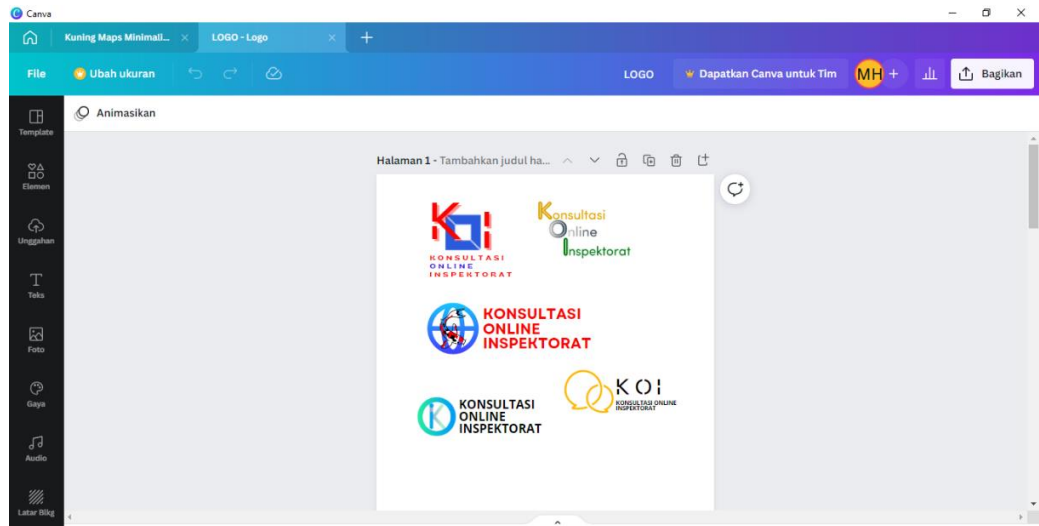 Canva
Kuning Maps Minimali...
LOGO - Logo
File
Ubah ukuran
LOGO
Dapatkan Canva untuk Tim
MH
Bagikan
Template
Elemen
Unggahan
Teks
Foto
Gaya
Audio
Latar Blkg
Animasikan
Halaman 1 - Tambahkan judul ha...
KOI
KONSULTASI
ONLINE
INSPEKTORAT
Konsultasi
Online
Inspektorat
KONSULTASI
ONLINE
INSPEKTORAT
KOI
KONSULTASI ONLINE
INSPEKTORAT
KONSULTASI
ONLINE
INSPEKTORAT